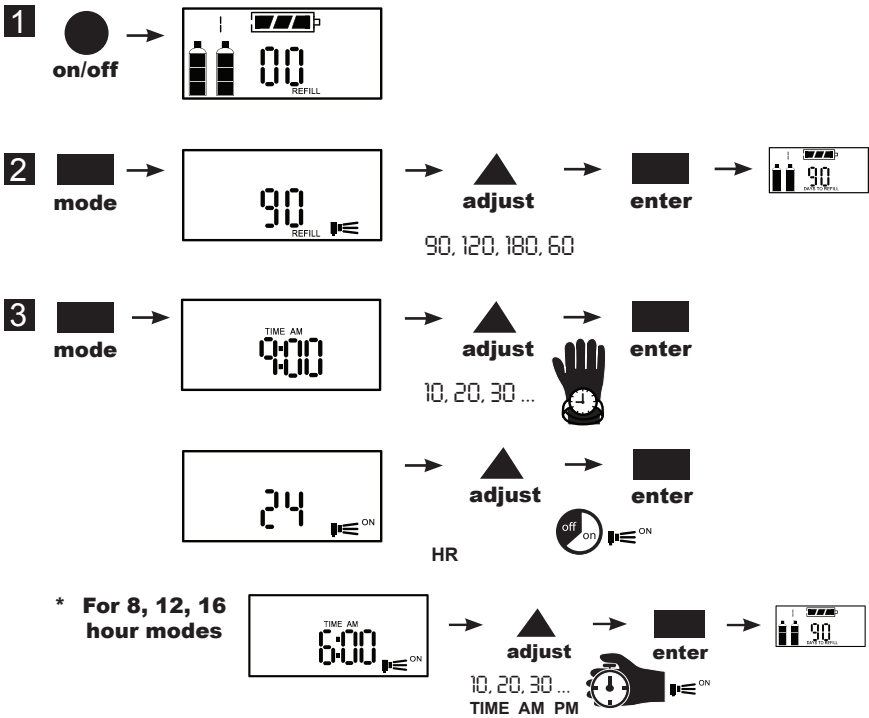 1
on/off
00
REFILL
2
mode
90
REFILL
adjust
90, 120, 180, 60
enter
90
DAYS TO REFILL
3
mode
TIME AM
9:00
adjust
10, 20, 30 ...
enter
24
ON
adjust
HR
enter
off
on
ON
* For 8, 12, 16
hour modes
TIME AM
6:00
ON
adjust
10, 20, 30 ...
TIME AM PM
enter
ON
90
DAYS TO REFILL